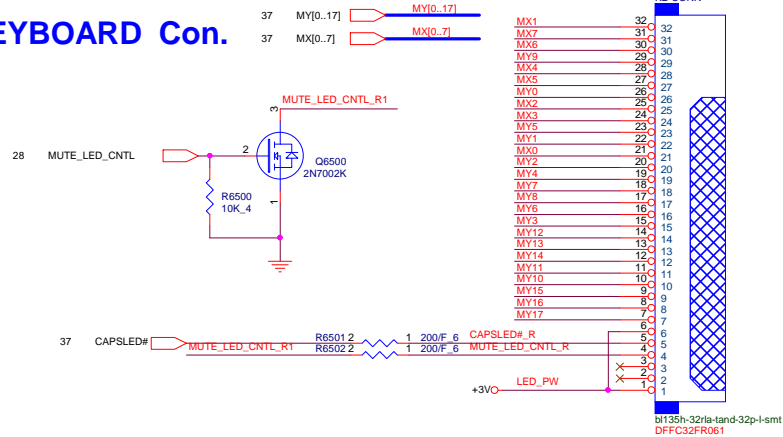 EYBOARD Con.
37 MY[0..17] MY[0..17]
37 MX[0..7] MX[0..7]
MUTE_LED_CNTL_R1
3
28 MUTE_LED_CNTL 2
Q6500
2N7002K
1
R6500
10K_4
37 CAPSLED# R6501 2 1 200/F_6 CAPSLED#_R
MUTE_LED_CNTL_R1 R6502 2 1 200/F_6 MUTE_LED_CNTL_R
+3V LED_PW
MX1 32 32
MX7 31 31
MX6 30 30
MY9 29 29
MX4 28 28
MX5 27 27
MY0 26 26
MX2 25 25
MX3 24 24
MY5 23 23
MY1 22 22
MX0 21 21
MY2 20 20
MY4 19 19
MY7 18 18
MY8 17 17
MY6 16 16
MY3 15 15
MY12 14 14
MY13 13 13
MY14 12 12
MY11 11 11
MY10 10 10
MY15 9 9
MY16 8 8
MY17 7 7
6 6
5 5
4 4
3 3
2 2
1 1
bl135h-32rla-tand-32p-l-smt
DFFC32FR061